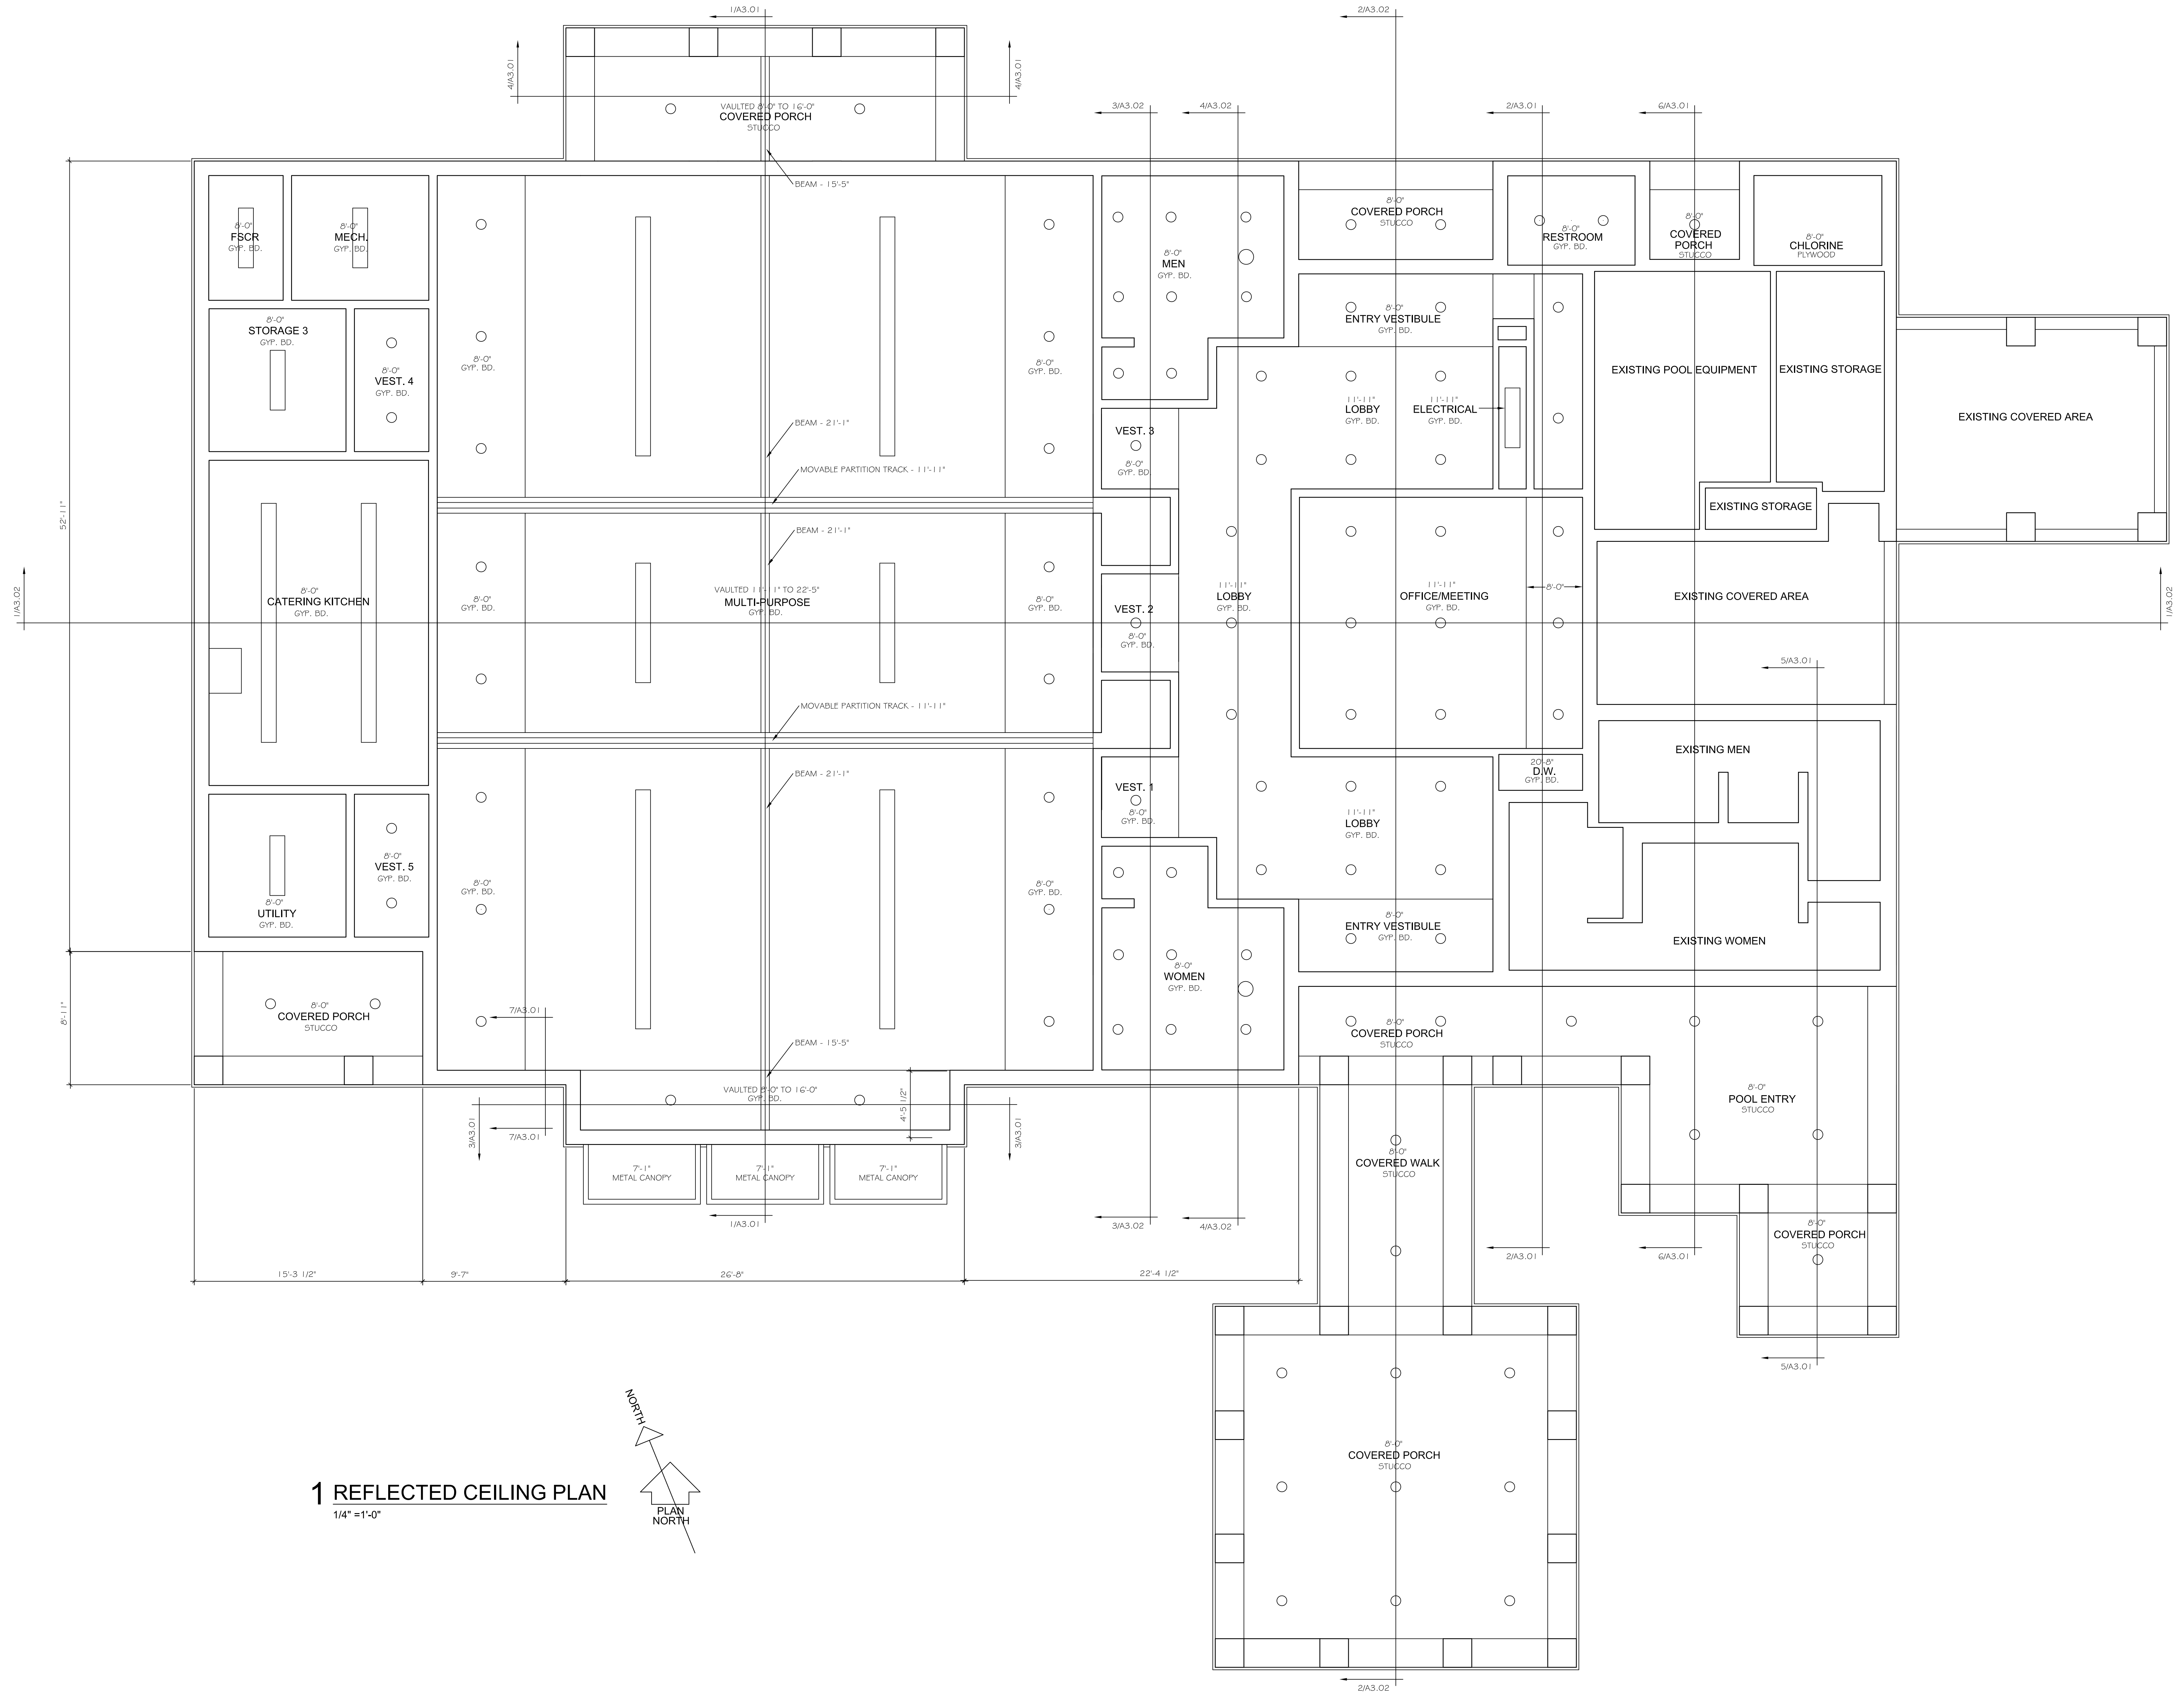 1/A3.01
2/A3.02
4/A3.01
4/A3.01
VAULTED 8'-0" TO 16'-0"
COVERED PORCH
STUCCO
3/A3.02
4/A3.02
2/A3.01
6/A3.01
BEAM - 15'-5"
8'-0"
FSCR
GYP. BD.
8'-0"
MECH.
GYP. BD.
8'-0"
MEN
GYP. BD.
8'-0"
COVERED PORCH
STUCCO
8'-0"
RESTROOM
GYP. BD.
8'-0"
COVERED
PORCH
STUCCO
8'-0"
CHLORINE
PLYWOOD
8'-0"
STORAGE 3
GYP. BD.
8'-0"
VEST. 4
GYP. BD.
8'-0"
GYP. BD.
8'-0"
GYP. BD.
8'-0"
ENTRY VESTIBULE
GYP. BD.
EXISTING POOL EQUIPMENT
EXISTING STORAGE
EXISTING COVERED AREA
11'-11"
LOBBY
GYP. BD.
11'-11"
ELECTRICAL
GYP. BD.
BEAM - 21'-1"
MOVABLE PARTITION TRACK - 11'-11"
VEST. 3
8'-0"
GYP. BD.
EXISTING STORAGE
52'-11"
BEAM - 21'-1"
1/A3.02
8'-0"
CATERING KITCHEN
GYP. BD.
8'-0"
GYP. BD.
VAULTED 11'-11" TO 22'-5"
MULTI-PURPOSE
GYP. BD.
8'-0"
GYP. BD.
VEST. 2
8'-0"
GYP. BD.
11'-11"
LOBBY
GYP. BD.
11'-11"
OFFICE/MEETING
GYP. BD.
8'-0"
EXISTING COVERED AREA
1/A3.02
5/A3.01
MOVABLE PARTITION TRACK - 11'-11"
EXISTING MEN
BEAM - 21'-1"
VEST. 1
8'-0"
GYP. BD.
20'-8"
D.W.
GYP. BD.
11'-11"
LOBBY
GYP. BD.
8'-0"
VEST. 5
GYP. BD.
8'-0"
GYP. BD.
8'-0"
GYP. BD.
8'-0"
UTILITY
GYP. BD.
8'-0"
ENTRY VESTIBULE
GYP. BD.
EXISTING WOMEN
8'-0"
WOMEN
GYP. BD.
8'-11"
8'-0"
COVERED PORCH
STUCCO
7/A3.01
8'-0"
COVERED PORCH
STUCCO
BEAM - 15'-5"
VAULTED 8'-0" TO 16'-0"
GYP. BD.
4'-5 1/2"
8'-0"
POOL ENTRY
STUCCO
3/A3.01
7/A3.01
3/A3.01
7'-1"
METAL CANOPY
7'-1"
METAL CANOPY
7'-1"
METAL CANOPY
8'-0"
COVERED WALK
STUCCO
1/A3.01
3/A3.02
4/A3.02
8'-0"
COVERED PORCH
STUCCO
2/A3.01
6/A3.01
15'-3 1/2"
9'-7"
26'-8"
22'-4 1/2"
5/A3.01
NORTH
8'-0"
COVERED PORCH
STUCCO
1 REFLECTED CEILING PLAN
1/4" =1'-0"
PLAN
NORTH
2/A3.02